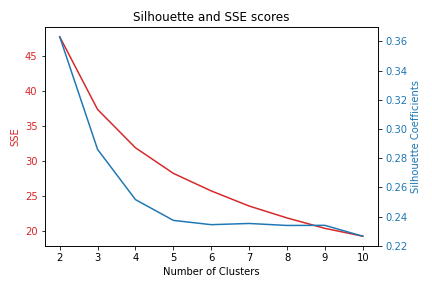 Silhouette and SSE scores
45
40
35
30
25
20
SSE
0.36
0.34
0.32
0.30
0.28
0.26
0.24
0.22
Silhouette Coefficients
2 3 4 5 6 7 8 9 10
Number of Clusters